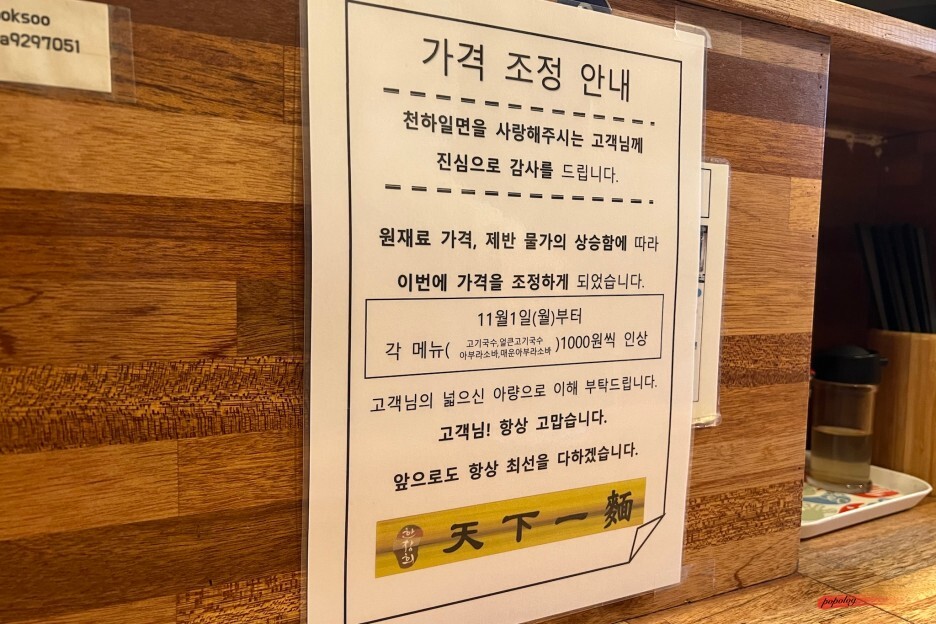 oksoo
a9297051
가격 조정 안내
천하일면을 사랑해주시는 고객님께
진심으로 감사를 드립니다.
원재료 가격, 제반 물가의 상승함에 따라
이번에 가격을 조정하게 되었습니다.
11월1일(월)부터
각 메뉴(고기국수,얼큰고기국수
아부라소바,매운아부라소바)1000원씩 인상
고객님의 넓으신 아량으로 이해 부탁드립니다.
고객님! 항상 고맙습니다.
앞으로도 항상 최선을 다하겠습니다.
天下一麵
popolog